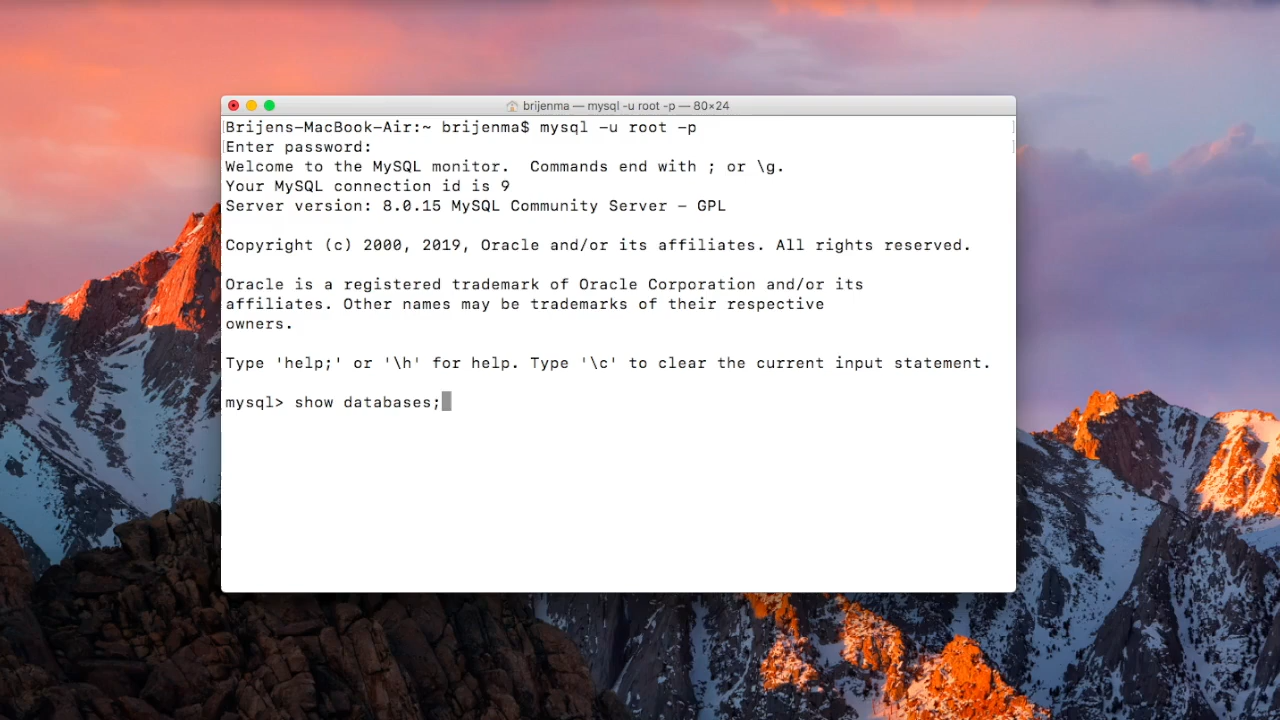 brijenma — mysql -u root -p — 80×24
Brijens-MacBook-Air:~ brijenma$ mysql -u root -p
Enter password:
Welcome to the MySQL monitor.  Commands end with ; or \g.
Your MySQL connection id is 9
Server version: 8.0.15 MySQL Community Server - GPL
Copyright (c) 2000, 2019, Oracle and/or its affiliates. All rights reserved.
Oracle is a registered trademark of Oracle Corporation and/or its
affiliates. Other names may be trademarks of their respective
owners.
Type 'help;' or '\h' for help. Type '\c' to clear the current input statement.
mysql> show databases;